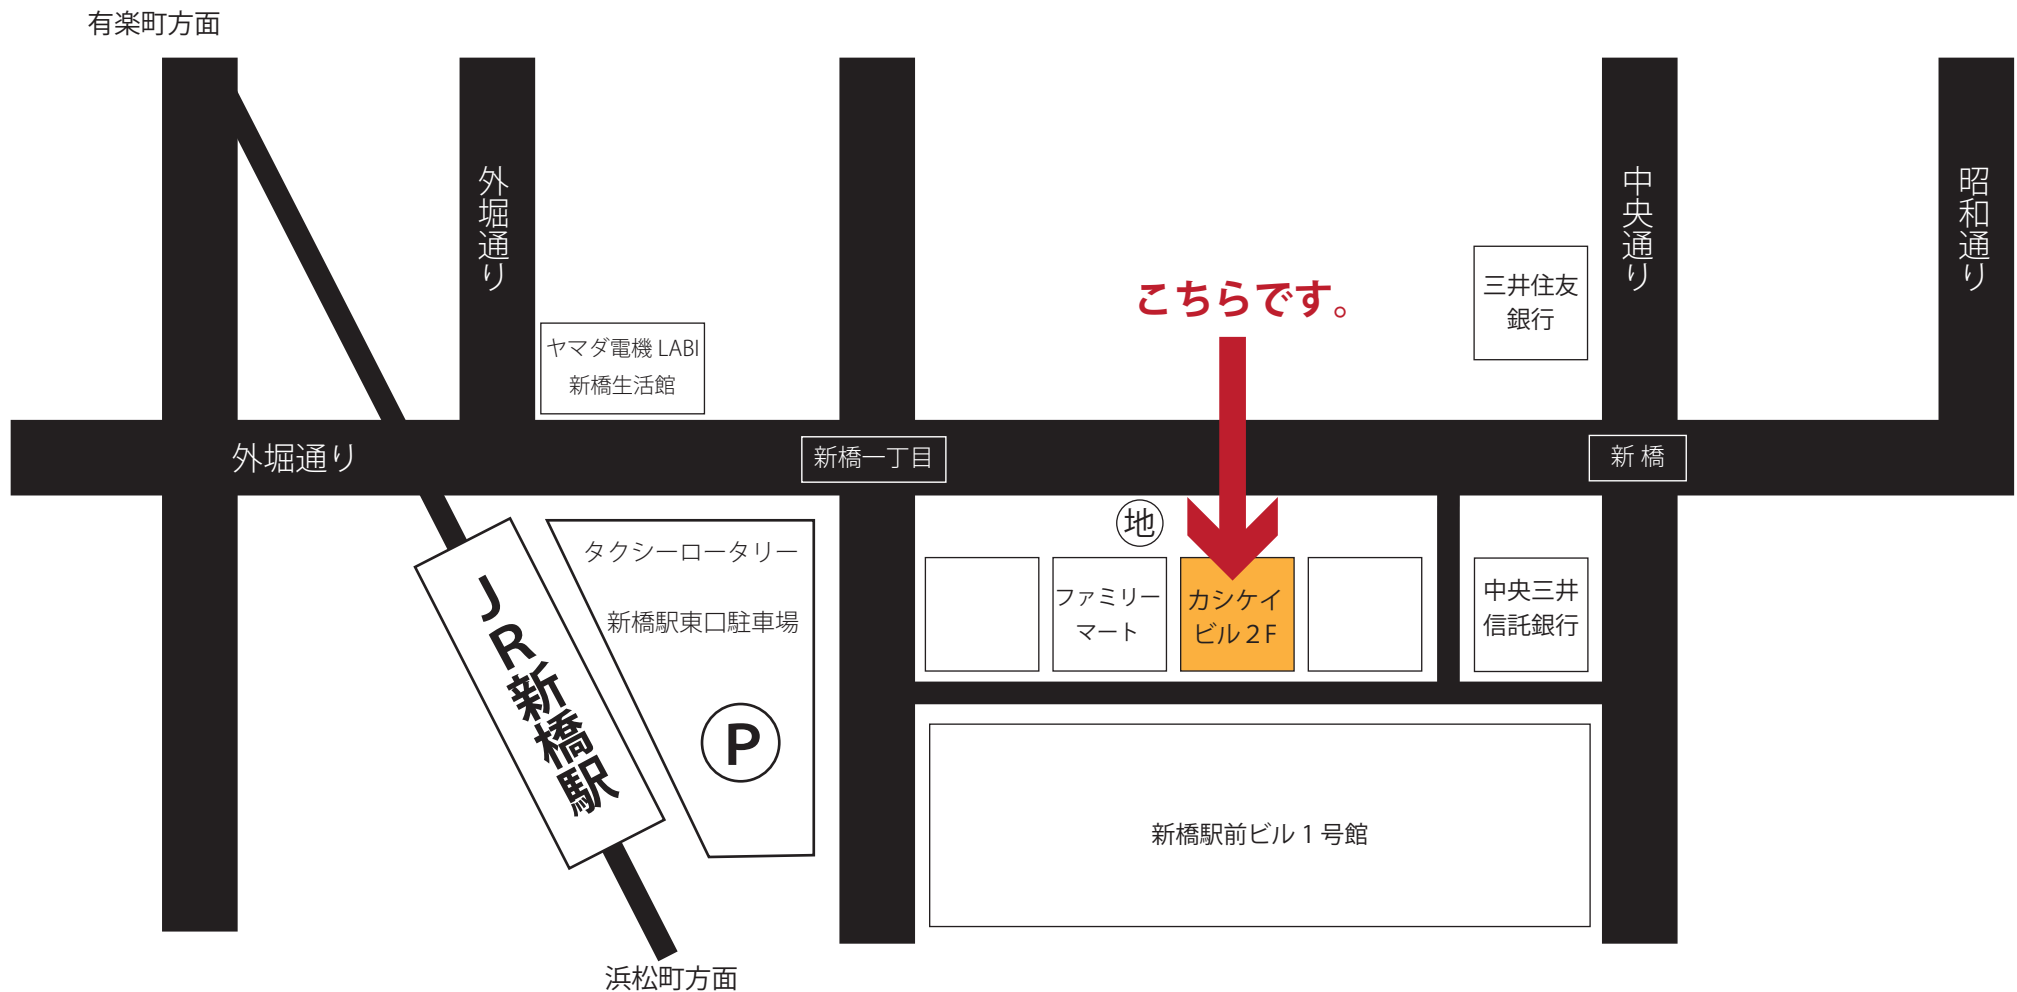 有楽町方面
外堀通り
中央通り
昭和通り
三井住友
銀行
こちらです。
ヤマダ電機 LABI
新橋生活館
外堀通り
新橋一丁目
新 橋
地
タクシーロータリー
新橋駅東口駐車場
P
JR新橋駅
ファミリー
マート
カシケイ
ビル２F
中央三井
信託銀行
新橋駅前ビル 1 号館
浜松町方面